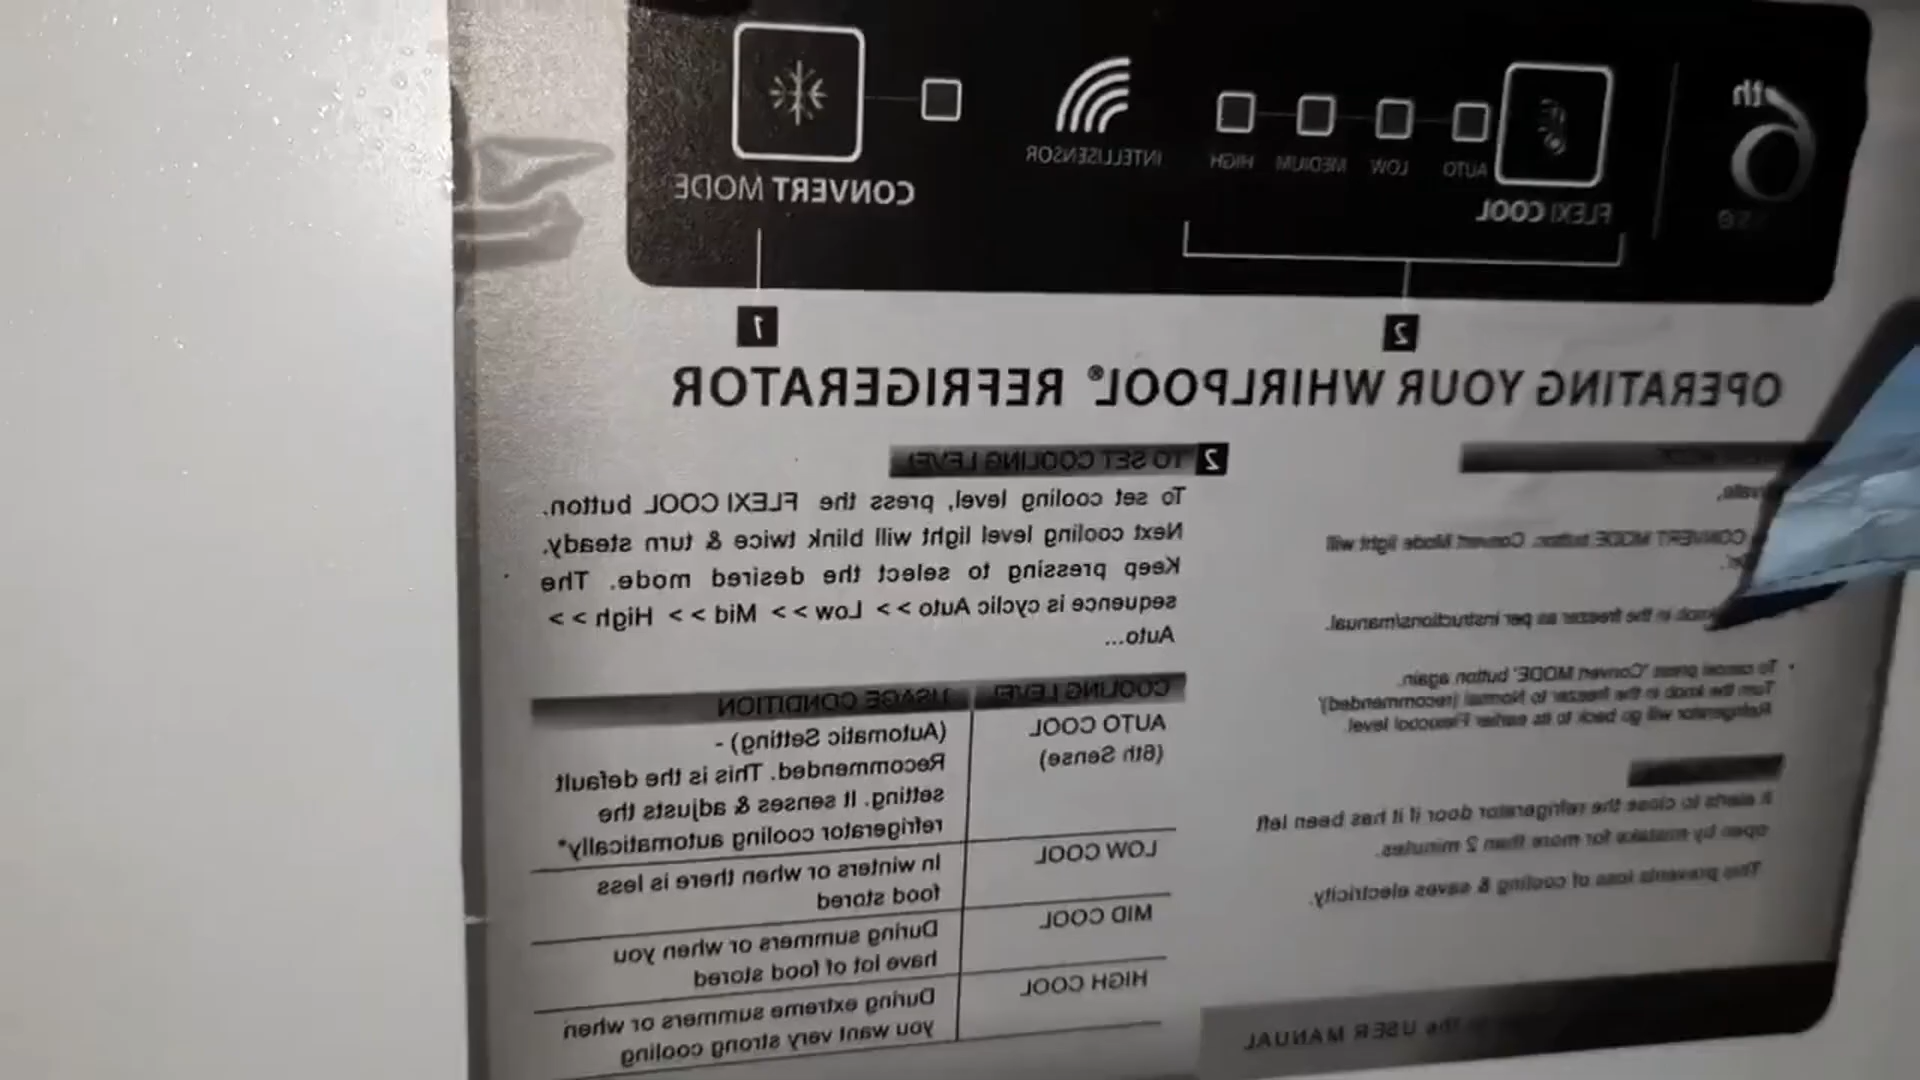 6th
FLEXI COOL
AUTO LOW MEDIUM HIGH
INTELLISENSOR
CONVERT MODE
2
1
OPERATING YOUR WHIRLPOOL® REFRIGERATOR
CONVERT MODE button. Convert Mode light will
knob in the freezer as per instructions/manual.
• To cancel press 'Convert MODE' button again.
Turn the knob in the freezer to Normal (recommended)'
Refrigerator will go back to its earlier Flexicool level.
It alerts to close the refrigerator door if it has been left
open by mistake for more than 2 minutes.
This prevents loss of cooling & saves electricity.
the USER MANUAL
2 TO SET COOLING LEVEL
To set cooling level, press the FLEXI COOL button.
Next cooling level light will blink twice & turn steady.
Keep pressing to select the desired mode. The
sequence is cyclic Auto >> Low >> Mid >> High >>
Auto...
COOLING LEVEL USAGE CONDITION
AUTO COOL
(6th Sense)
(Automatic Setting) -
Recommended. This is the default
setting. It senses & adjusts the
refrigerator cooling automatically*
LOW COOL
In winters or when there is less
food stored
MID COOL
During summers or when you
have lot of food stored
HIGH COOL
During extreme summers or when
you want very strong cooling